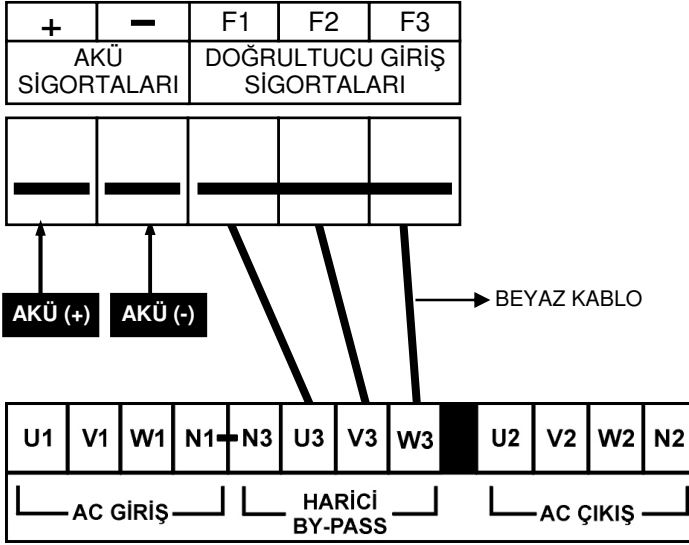 + − F1 F2 F3
AKÜ
SİGORTALARI
DOĞRULTUCU GİRİŞ
SİGORTALARI
AKÜ (+) AKÜ (-)
BEYAZ KABLO
U1 V1 W1 N1 N3 U3 V3 W3 U2 V2 W2 N2
AC GİRİŞ
HARİCİ
BY-PASS
AC ÇIKIŞ